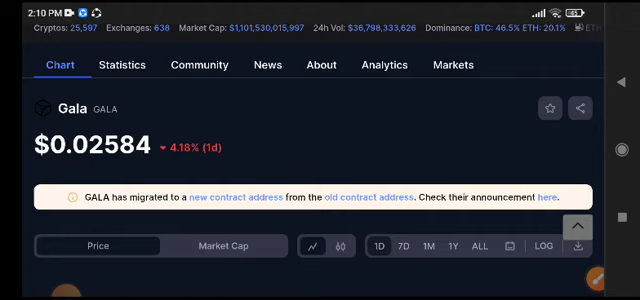 2:10 PM
Cryptos: 25,597 Exchanges: 638 Market Cap: $1,101,530,015,997 24h Vol: $36,798,333,626 Dominance: BTC: 46.5% ETH: 20.1% ETH
Chart Statistics Community News About Analytics Markets
Gala GALA
$0.02584 4.18% (1d)
GALA has migrated to a new contract address from the old contract address. Check their announcement here.
Price Market Cap 1D 7D 1M 1Y ALL LOG